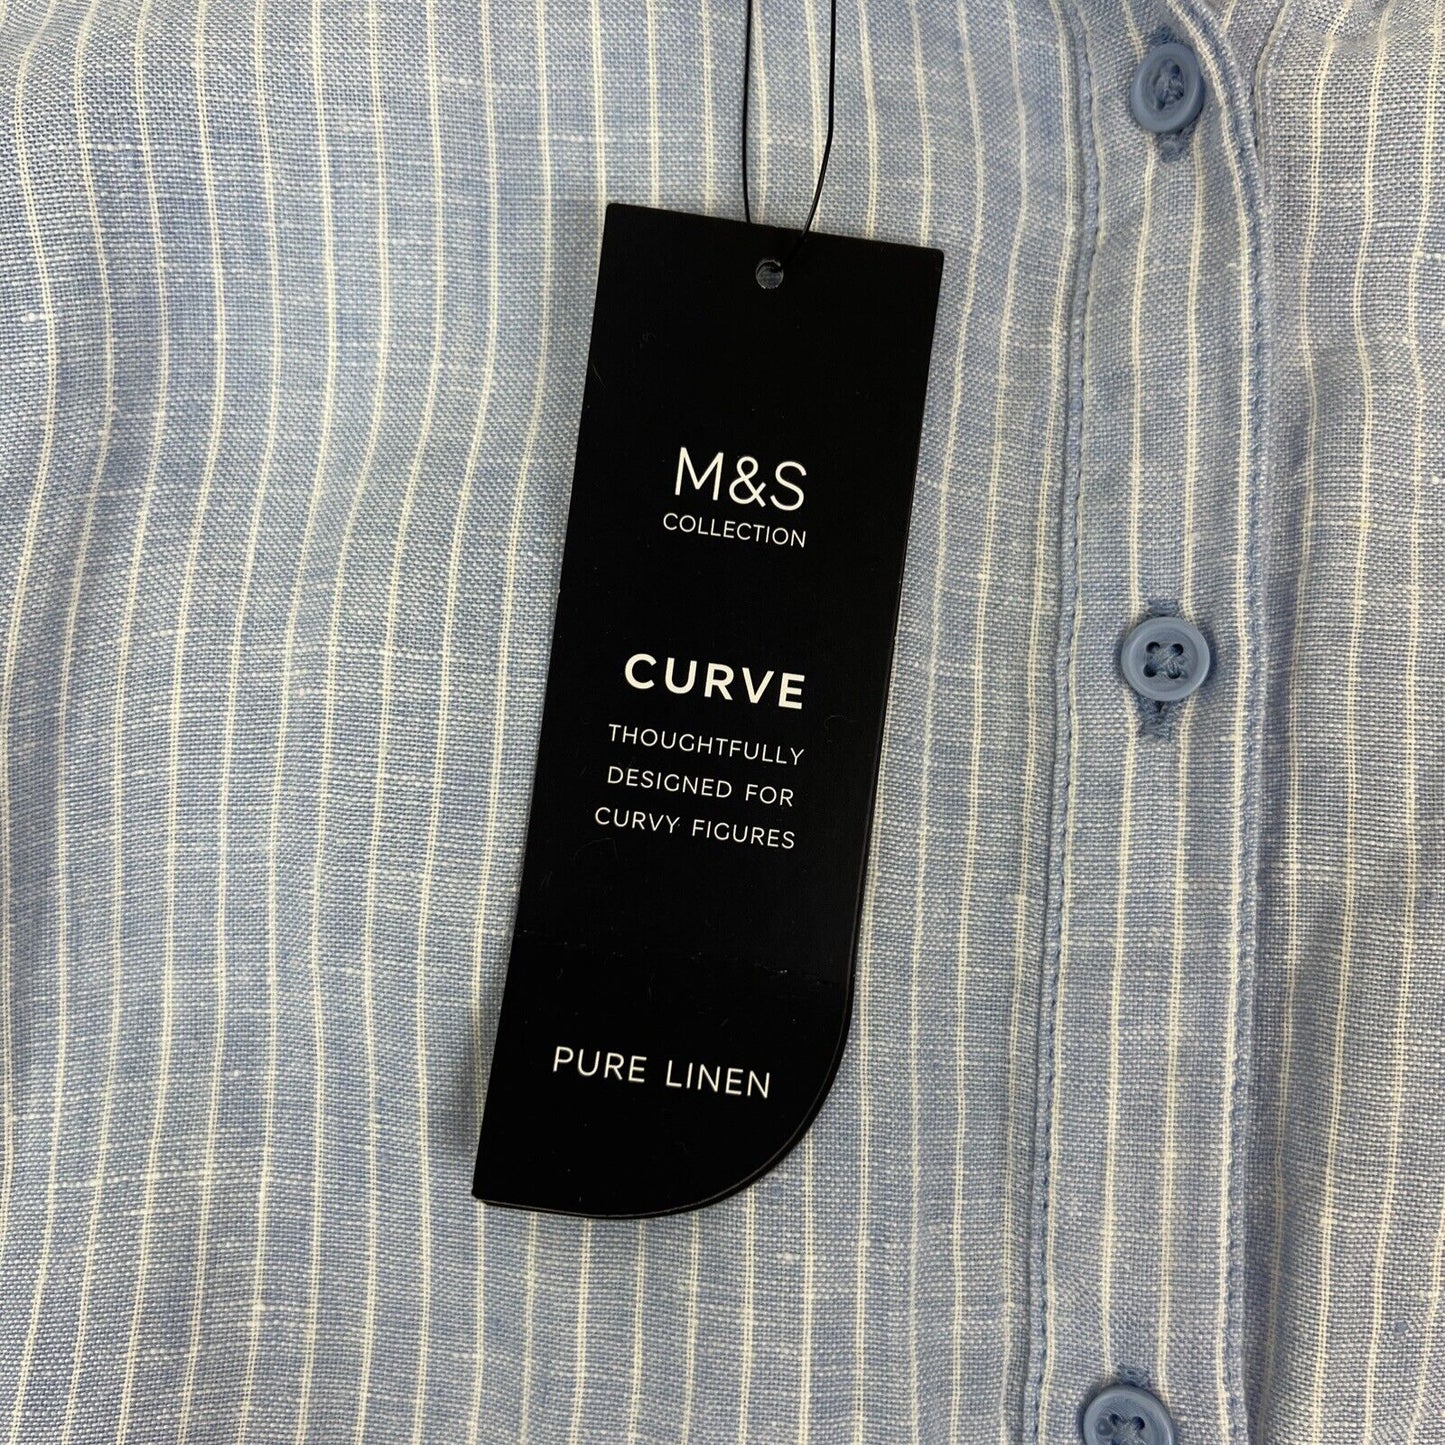 M&S
COLLECTION
CURVE
THOUGHTFULLY
DESIGNED FOR
CURVY FIGURES
PURE LINEN